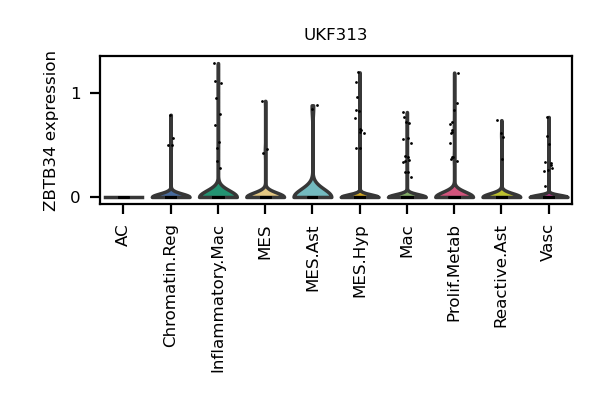 UKF313
ZBTB34 expression
1
0
AC
Chromatin.Reg
Inflammatory.Mac
MES
MES.Ast
MES.Hyp
Mac
Prolif.Metab
Reactive.Ast
Vasc